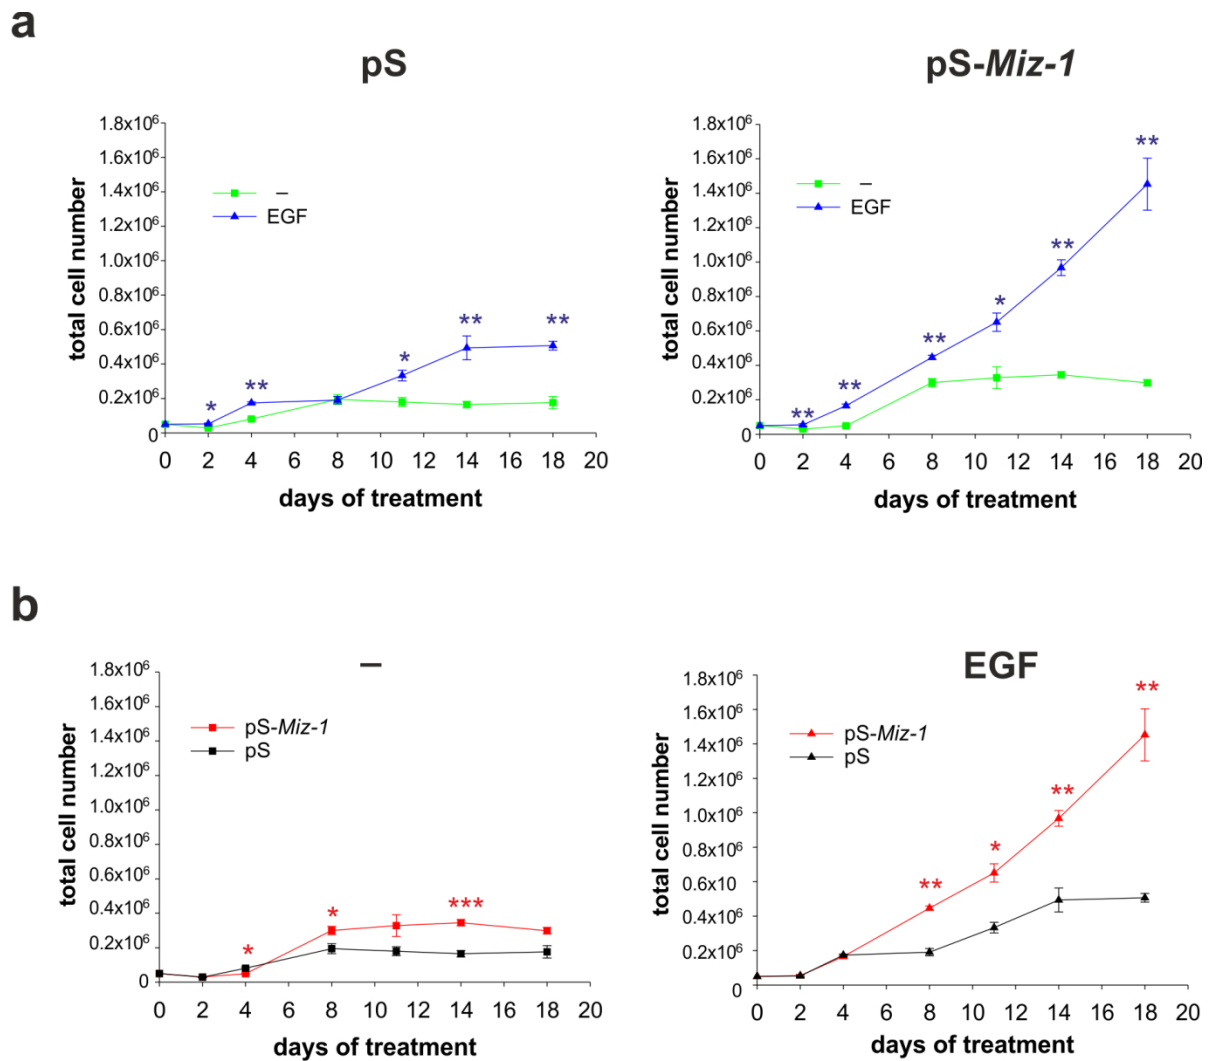 a
pS
pS-Miz-1
1.8x10⁶
1.6x10⁶
1.4x10⁶
1.2x10⁶
1.0x10⁶
0.8x10⁶
0.6x10⁶
0.4x10⁶
0.2x10⁶
0
total cell number
–
EGF
*
**
*
**
**
0 2 4 6 8 10 12 14 16 18 20
days of treatment
1.8x10⁶
1.6x10⁶
1.4x10⁶
1.2x10⁶
1.0x10⁶
0.8x10⁶
0.6x10⁶
0.4x10⁶
0.2x10⁶
0
total cell number
–
EGF
**
**
**
*
**
**
0 2 4 6 8 10 12 14 16 18 20
days of treatment
b
–
EGF
1.8x10⁶
1.6x10⁶
1.4x10⁶
1.2x10⁶
1.0x10⁶
0.8x10⁶
0.6x10⁶
0.4x10⁶
0.2x10⁶
0
total cell number
pS-Miz-1
pS
*
*
***
0 2 4 6 8 10 12 14 16 18 20
days of treatment
1.8x10⁶
1.6x10⁶
1.4x10⁶
1.2x10⁶
1.0x10⁶
0.8x10⁶
0.6x10
0.4x10⁶
0.2x10⁶
0
total cell number
pS-Miz-1
pS
**
*
**
**
0 2 4 6 8 10 12 14 16 18 20
days of treatment